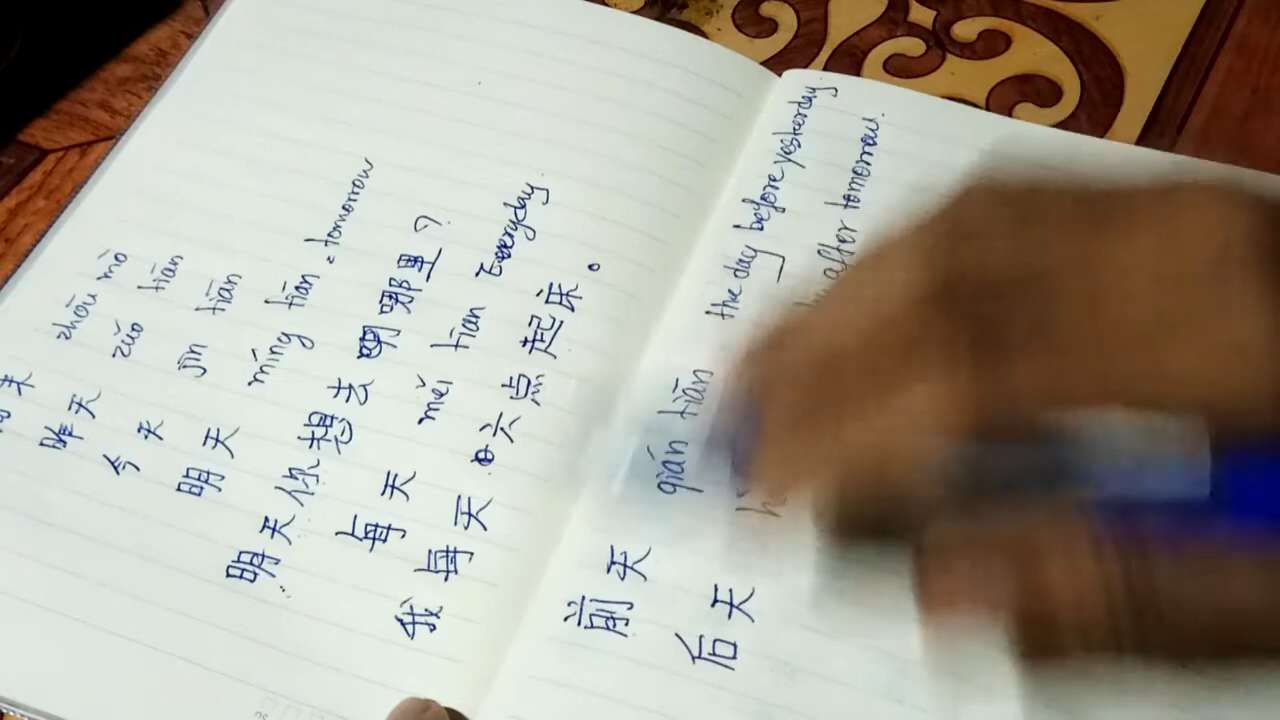 末 zhōu mò
昨天 zuó tiān
今天 jīn tiān
明天 míng tiān = tomorrow
明天你想去哪里?
每天 měi tian Everyday
我每天六点起床。
前天 qián tiān the day before yesterday
后天 after tomorrow.